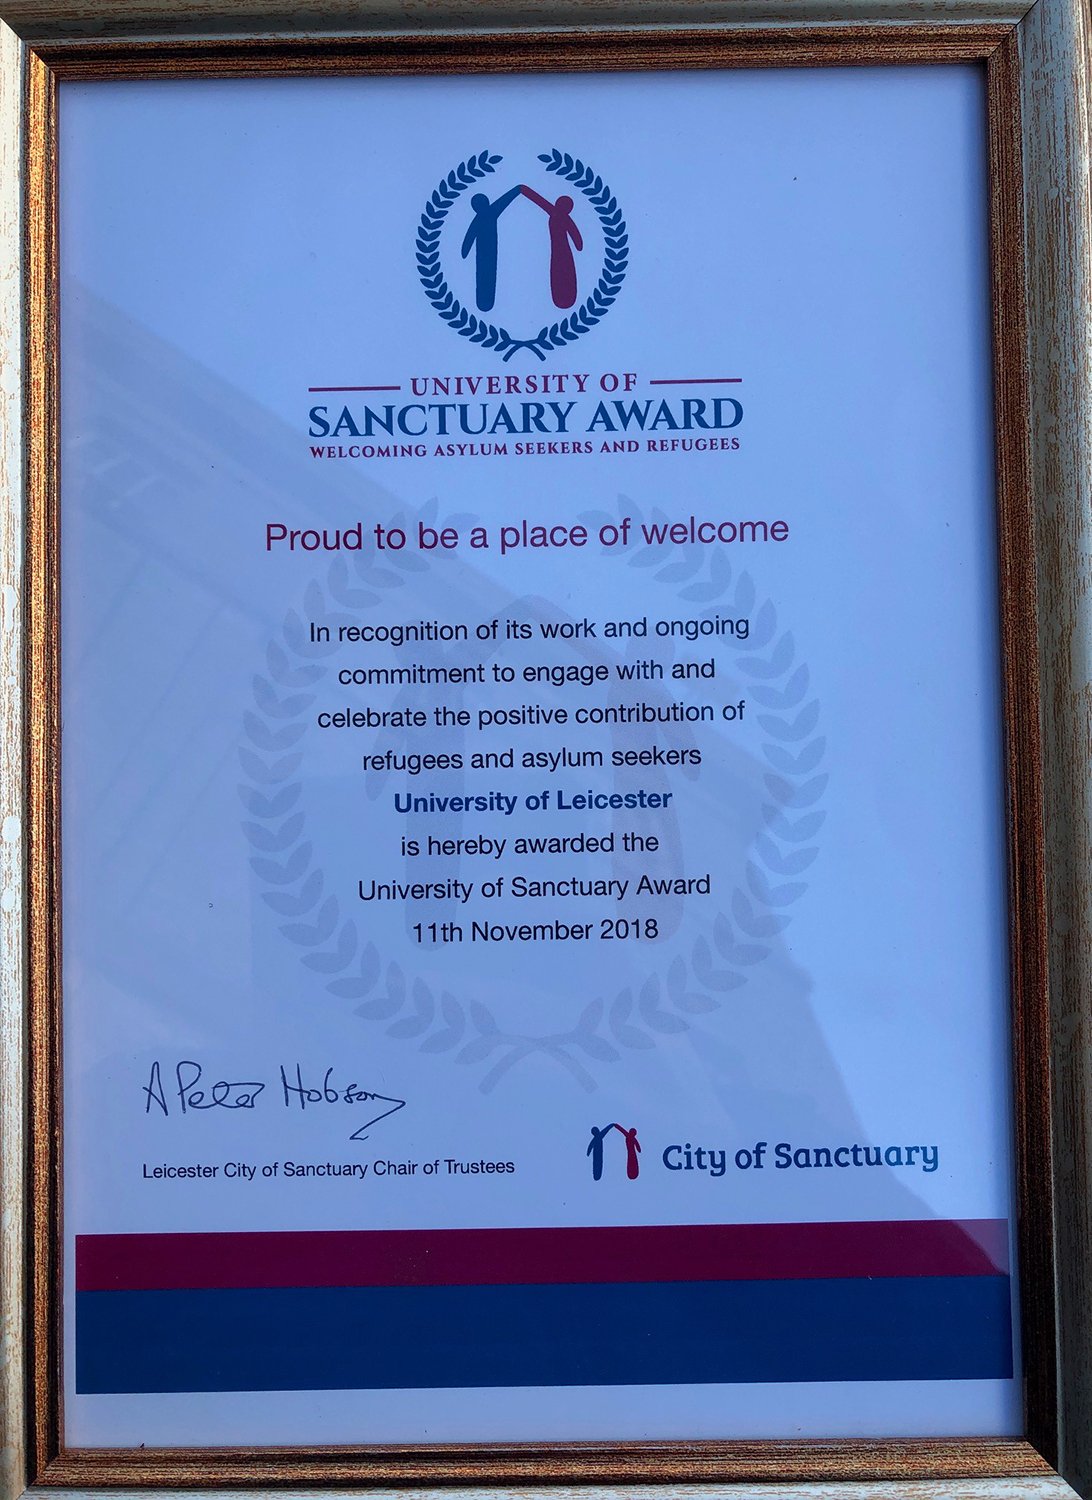 UNIVERSITY OF
SANCTUARY AWARD
WELCOMING ASYLUM SEEKERS AND REFUGEES
Proud to be a place of welcome
In recognition of its work and ongoing
commitment to engage with and
celebrate the positive contribution of
refugees and asylum seekers
University of Leicester
is hereby awarded the
University of Sanctuary Award
11th November 2018
A Peter Hobson
Leicester City of Sanctuary Chair of Trustees
City of Sanctuary